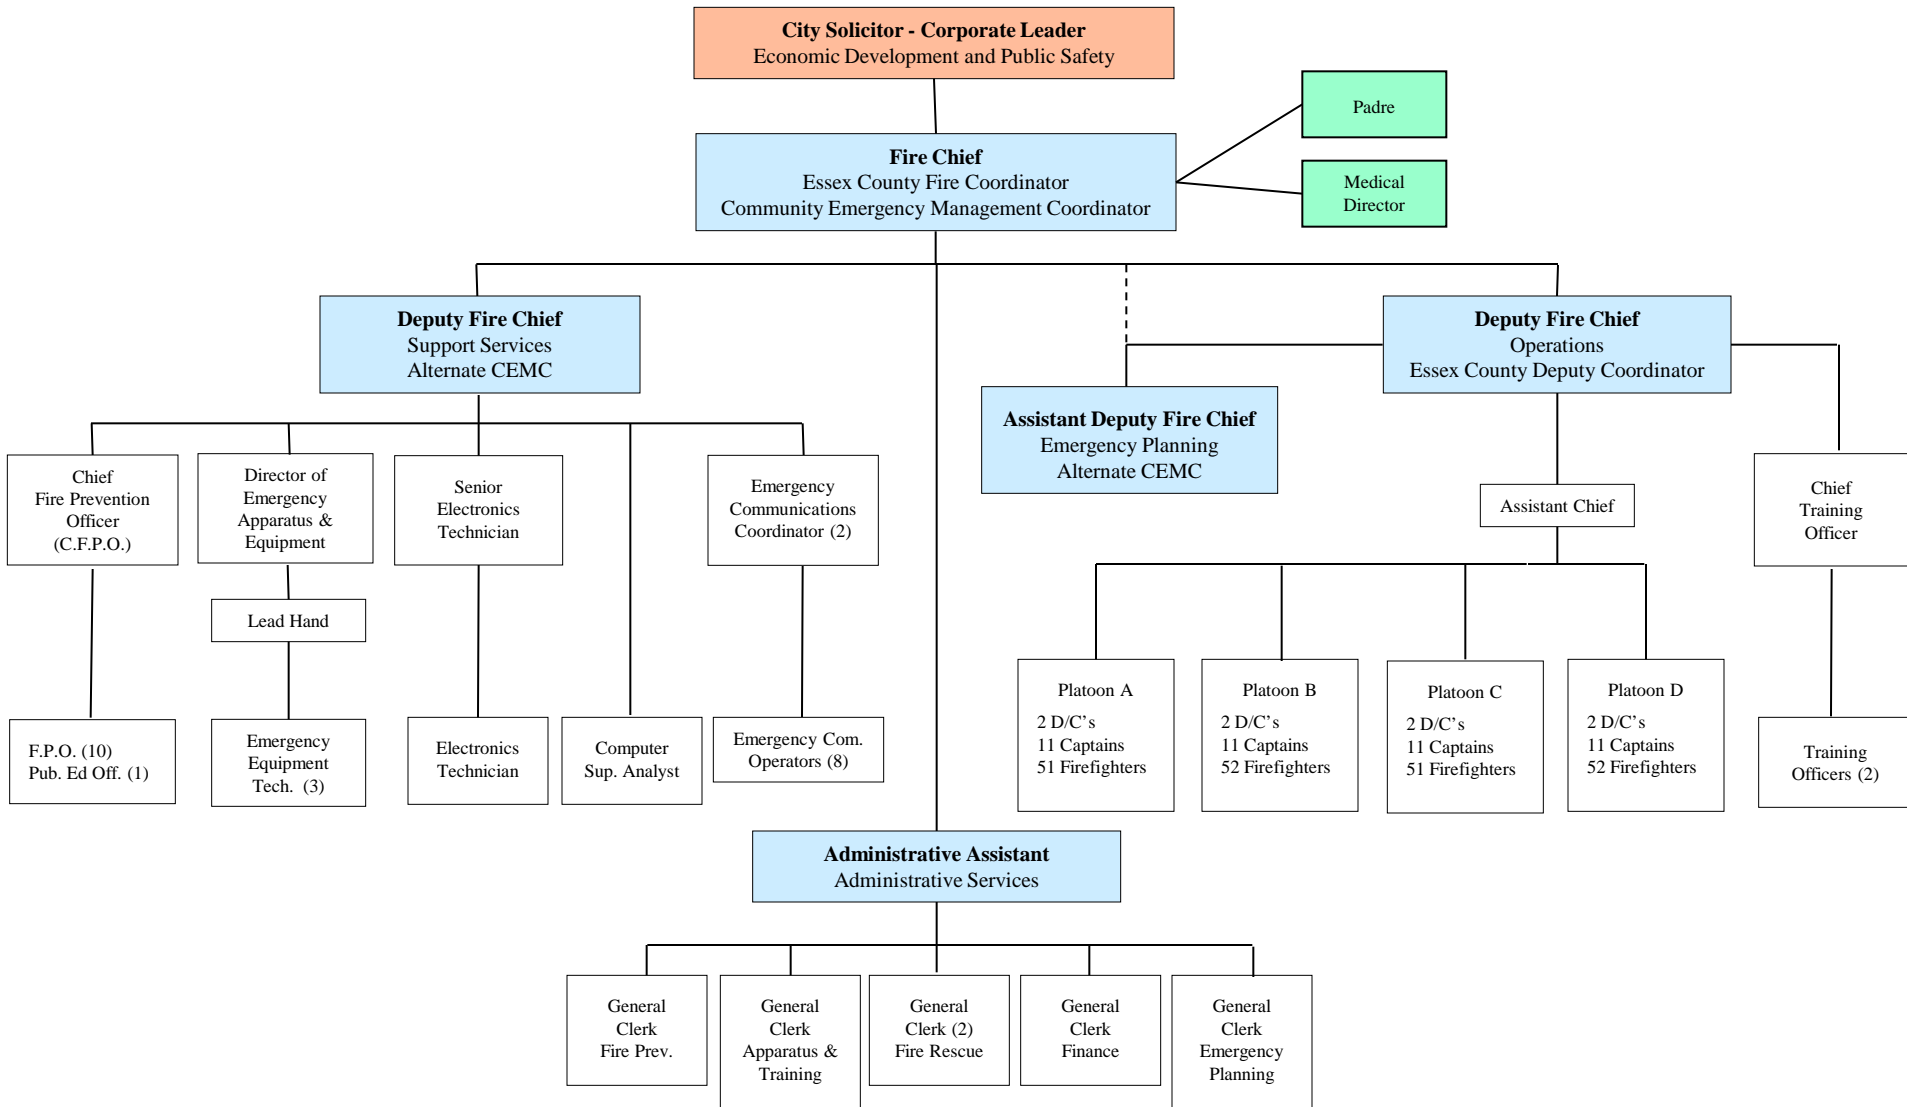 City Solicitor - Corporate Leader
Economic Development and Public Safety
Padre
Fire Chief
Essex County Fire Coordinator
Community Emergency Management Coordinator
Medical
Director
Deputy Fire Chief
Support Services
Alternate CEMC
Deputy Fire Chief
Operations
Essex County Deputy Coordinator
Assistant Deputy Fire Chief
Emergency Planning
Alternate CEMC
Chief
Fire Prevention
Officer
(C.F.P.O.)
Director of
Emergency
Apparatus &
Equipment
Senior
Electronics
Technician
Emergency
Communications
Coordinator (2)
Assistant Chief
Chief
Training
Officer
Lead Hand
F.P.O. (10)
Pub. Ed Off. (1)
Emergency
Equipment
Tech. (3)
Electronics
Technician
Computer
Sup. Analyst
Emergency Com.
Operators (8)
Platoon A
2 D/C’s
11 Captains
51 Firefighters
Platoon B
2 D/C’s
11 Captains
52 Firefighters
Platoon C
2 D/C’s
11 Captains
51 Firefighters
Platoon D
2 D/C’s
11 Captains
52 Firefighters
Training
Officers (2)
Administrative Assistant
Administrative Services
General
Clerk
Fire Prev.
General
Clerk
Apparatus &
Training
General
Clerk (2)
Fire Rescue
General
Clerk
Finance
General
Clerk
Emergency
Planning